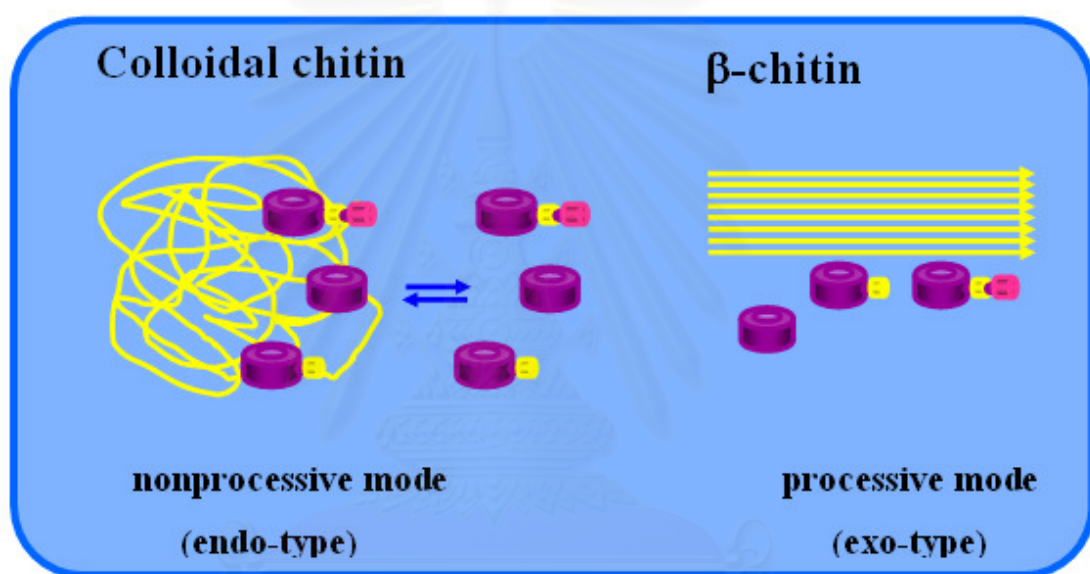 Colloidal chitin
β-chitin
nonprocessive mode
(endo-type)
processive mode
(exo-type)